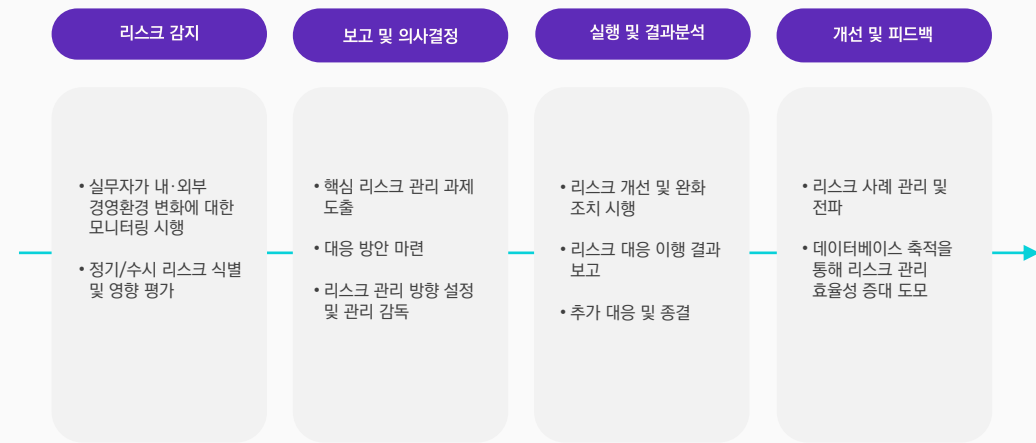 리스크 감지
• 실무자가 내·외부
경영환경 변화에 대한
모니터링 시행
• 정기/수시 리스크 식별
및 영향 평가
보고 및 의사결정
• 핵심 리스크 관리 과제
도출
• 대응 방안 마련
• 리스크 관리 방향 설정
및 관리 감독
실행 및 결과분석
• 리스크 개선 및 완화
조치 시행
• 리스크 대응 이행 결과
보고
• 추가 대응 및 종결
개선 및 피드백
• 리스크 사례 관리 및
전파
• 데이터베이스 축적을
통해 리스크 관리
효율성 증대 도모